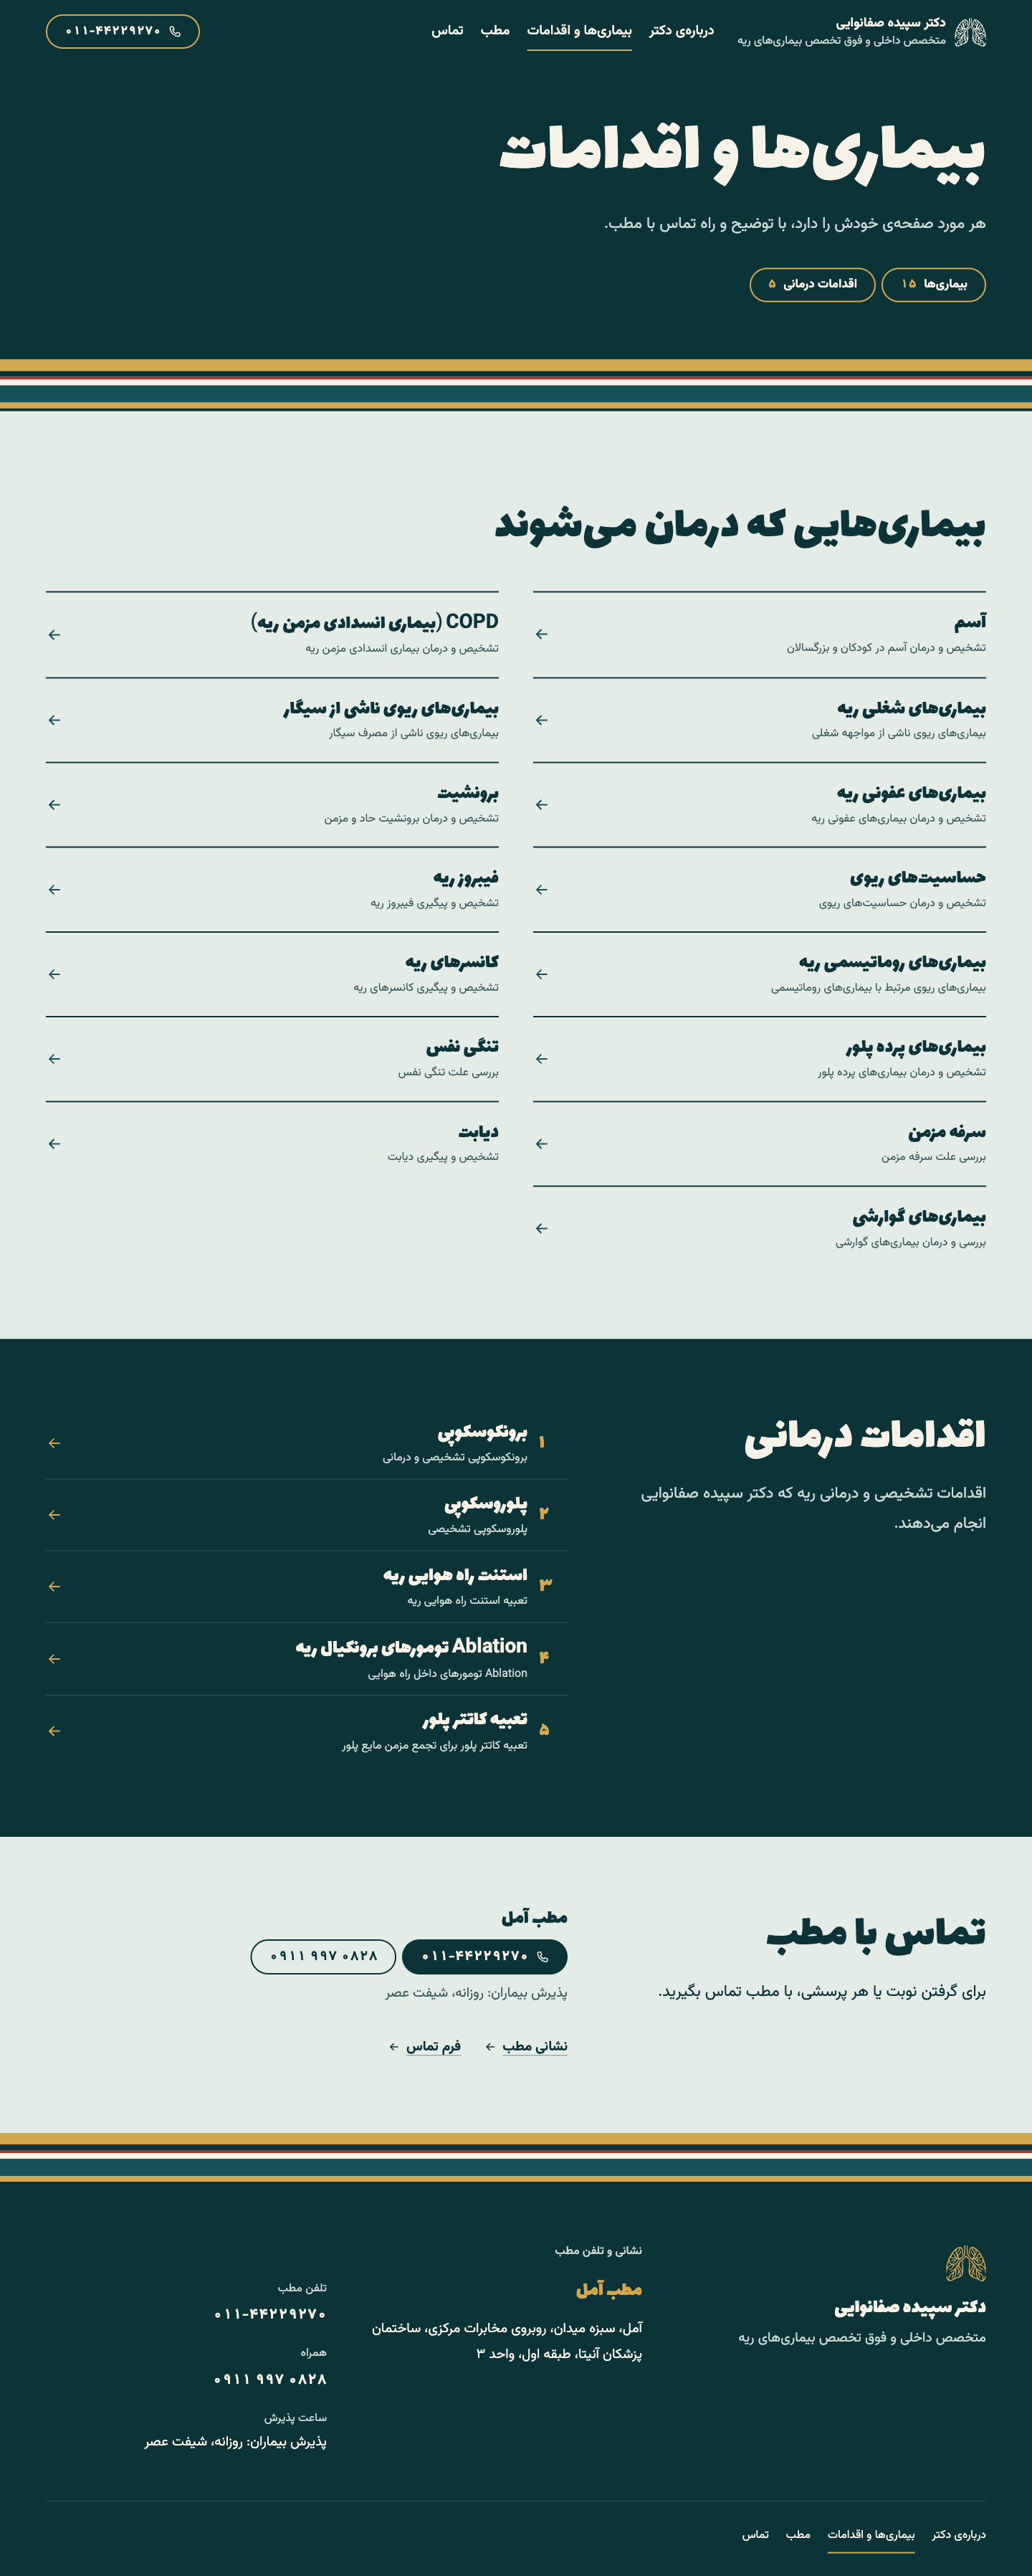 دکتر سپیده صفانوایی
متخصص داخلی و فوق تخصص بیماری‌های ریه
درباره‌ی دکتر
بیماری‌ها و اقدامات
مطب
تماس
۰۱۱-۴۴۲۲۹۲۷۰
بیماری‌ها و اقدامات
هر مورد صفحه‌ی خودش را دارد، با توضیح و راه تماس با مطب.
بیماری‌ها ۱۵
اقدامات درمانی ۵
بیماری‌هایی که درمان می‌شوند
آسم
تشخیص و درمان آسم در کودکان و بزرگسالان
COPD (بیماری انسدادی مزمن ریه)
تشخیص و درمان بیماری انسدادی مزمن ریه
بیماری‌های شغلی ریه
بیماری‌های ریوی ناشی از مواجهه شغلی
بیماری‌های ریوی ناشی از سیگار
بیماری‌های ریوی ناشی از مصرف سیگار
بیماری‌های عفونی ریه
تشخیص و درمان بیماری‌های عفونی ریه
برونشیت
تشخیص و درمان برونشیت حاد و مزمن
حساسیت‌های ریوی
تشخیص و درمان حساسیت‌های ریوی
فیبروز ریه
تشخیص و پیگیری فیبروز ریه
بیماری‌های روماتیسمی ریه
بیماری‌های ریوی مرتبط با بیماری‌های روماتیسمی
کانسرهای ریه
تشخیص و پیگیری کانسرهای ریه
بیماری‌های پرده پلور
تشخیص و درمان بیماری‌های پرده پلور
تنگی نفس
بررسی علت تنگی نفس
سرفه مزمن
بررسی علت سرفه مزمن
دیابت
تشخیص و پیگیری دیابت
بیماری‌های گوارشی
بررسی و درمان بیماری‌های گوارشی
اقدامات درمانی
اقدامات تشخیصی و درمانی ریه که دکتر سپیده صفانوایی
انجام می‌دهند.
۱
برونکوسکوپی
برونکوسکوپی تشخیصی و درمانی
۲
پلوروسکوپی
پلوروسکوپی تشخیصی
۳
استنت راه هوایی ریه
تعبیه استنت راه هوایی ریه
۴
Ablation تومورهای برونکیال ریه
Ablation تومورهای داخل راه هوایی
۵
تعبیه کاتتر پلور
تعبیه کاتتر پلور برای تجمع مزمن مایع پلور
تماس با مطب
برای گرفتن نوبت یا هر پرسشی، با مطب تماس بگیرید.
مطب آمل
۰۱۱-۴۴۲۲۹۲۷۰
۰۹۱۱ ۹۹۷ ۰۸۲۸
پذیرش بیماران: روزانه، شیفت عصر
نشانی مطب
فرم تماس
دکتر سپیده صفانوایی
متخصص داخلی و فوق تخصص بیماری‌های ریه
نشانی و تلفن مطب
مطب آمل
آمل، سبزه میدان، روبروی مخابرات مرکزی، ساختمان
پزشکان آنیتا، طبقه اول، واحد ۳
تلفن مطب
۰۱۱-۴۴۲۲۹۲۷۰
همراه
۰۹۱۱ ۹۹۷ ۰۸۲۸
ساعت پذیرش
پذیرش بیماران: روزانه، شیفت عصر
درباره‌ی دکتر
بیماری‌ها و اقدامات
مطب
تماس